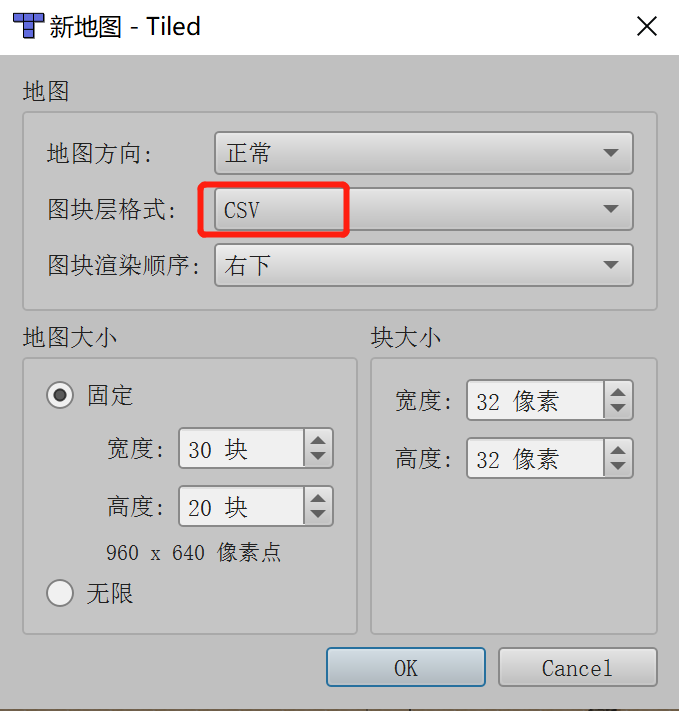 新地图 - Tiled
地图
地图方向: 正常
图块层格式: CSV
图块渲染顺序: 右下
地图大小
固定
宽度: 30 块
高度: 20 块
960 x 640 像素点
无限
块大小
宽度: 32 像素
高度: 32 像素
OK
Cancel